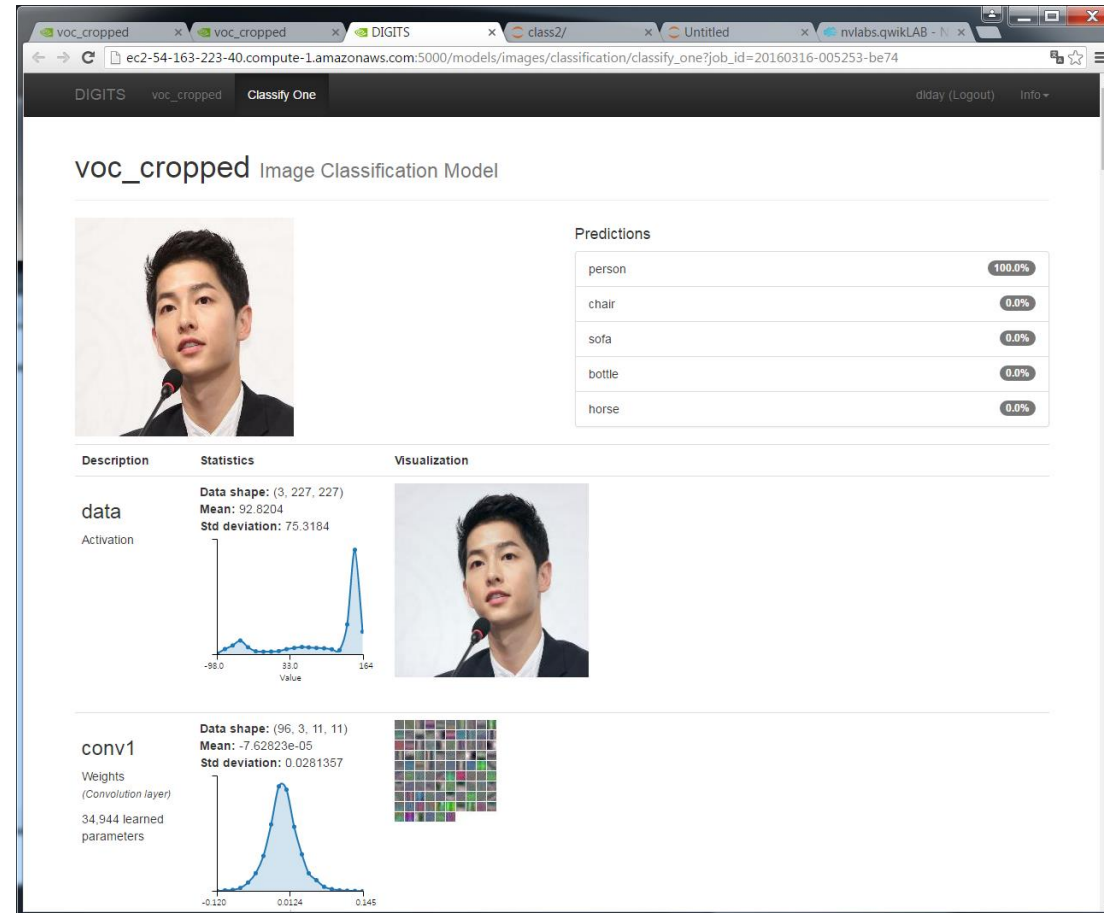 voc_cropped
voc_cropped
DIGITS
class2/
Untitled
nvlabs.qwikLAB - N
ec2-54-163-223-40.compute-1.amazonaws.com:5000/models/images/classification/classify_one?job_id=20160316-005253-be74
DIGITS voc_cropped Classify One dlday (Logout) Info
voc_cropped Image Classification Model
Predictions
person 100.0%
chair 0.0%
sofa 0.0%
bottle 0.0%
horse 0.0%
Description Statistics Visualization
data
Activation
Data shape: (3, 227, 227)
Mean: 92.8204
Std deviation: 75.3184
-98.0 33.0 164
Value
conv1
Weights
(Convolution layer)
34,944 learned
parameters
Data shape: (96, 3, 11, 11)
Mean: -7.62823e-05
Std deviation: 0.0281357
-0.120 0.0124 0.145